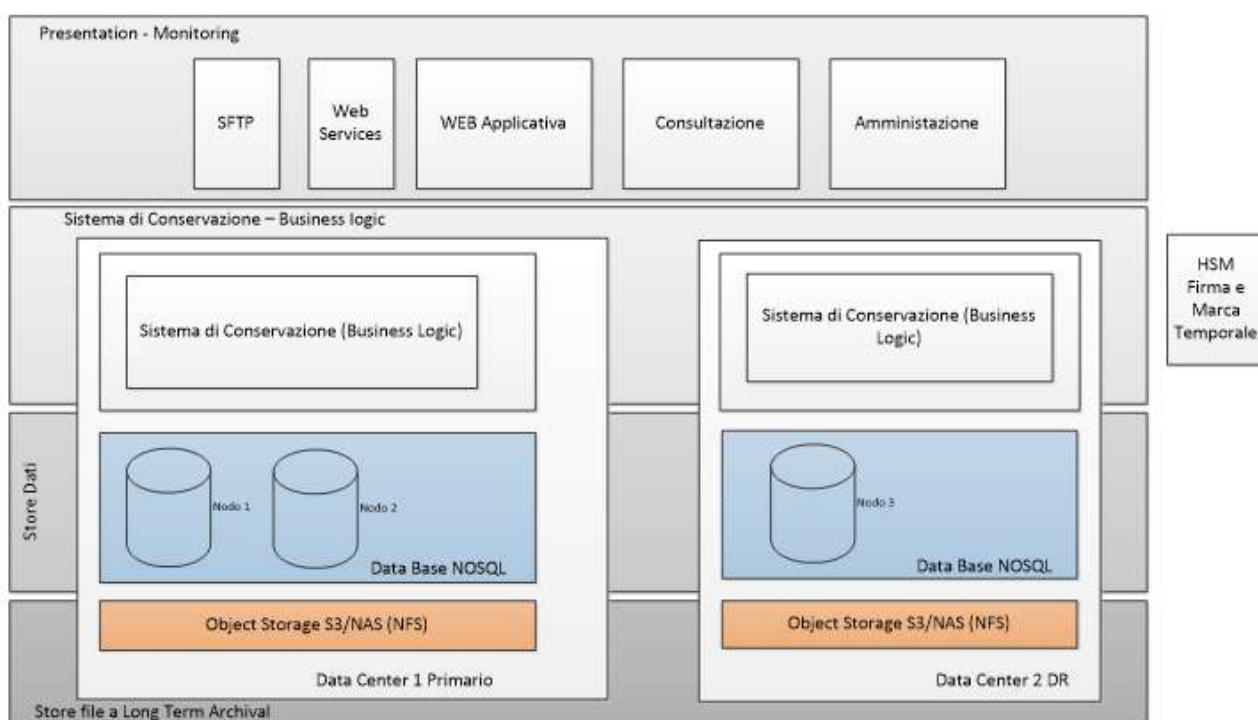 Presentation - Monitoring
SFTP
Web
Services
WEB Applicativa
Consultazione
Amministazione
Sistema di Conservazione – Business logic
Sistema di Conservazione (Business Logic)
Sistema di Conservazione (Business
Logic)
HSM
Firma e
Marca
Temporale
Store Dati
Nodo 1
Nodo 2
Data Base NOSQL
Nodo 3
Data Base NOSQL
Object Storage S3/NAS (NFS)
Object Storage S3/NAS (NFS)
Data Center 1 Primario
Data Center 2 DR
Store file a Long Term Archival